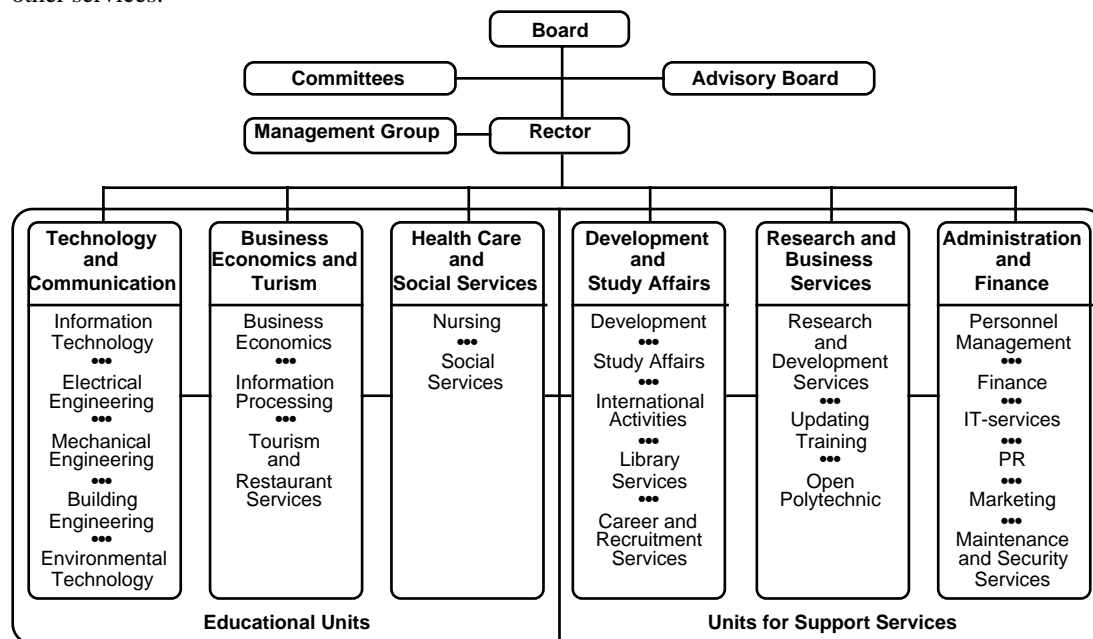 other services.
Board
Committees
Advisory Board
Management Group
Rector
Technology
and
Communication
Information
Technology
•••
Electrical
Engineering
•••
Mechanical
Engineering
•••
Building
Engineering
•••
Environmental
Technology
Business
Economics and
Turism
Business
Economics
•••
Information
Processing
•••
Tourism
and
Restaurant
Services
Health Care
and
Social Services
Nursing
•••
Social
Services
Development
and
Study Affairs
Development
•••
Study Affairs
•••
International
Activities
•••
Library
Services
•••
Career and
Recruitment
Services
Research and
Business
Services
Research
and
Development
Services
•••
Updating
Training
•••
Open
Polytechnic
Administration
and
Finance
Personnel
Management
•••
Finance
•••
IT-services
•••
PR
•••
Marketing
•••
Maintenance
and Security
Services
Educational Units
Units for Support Services